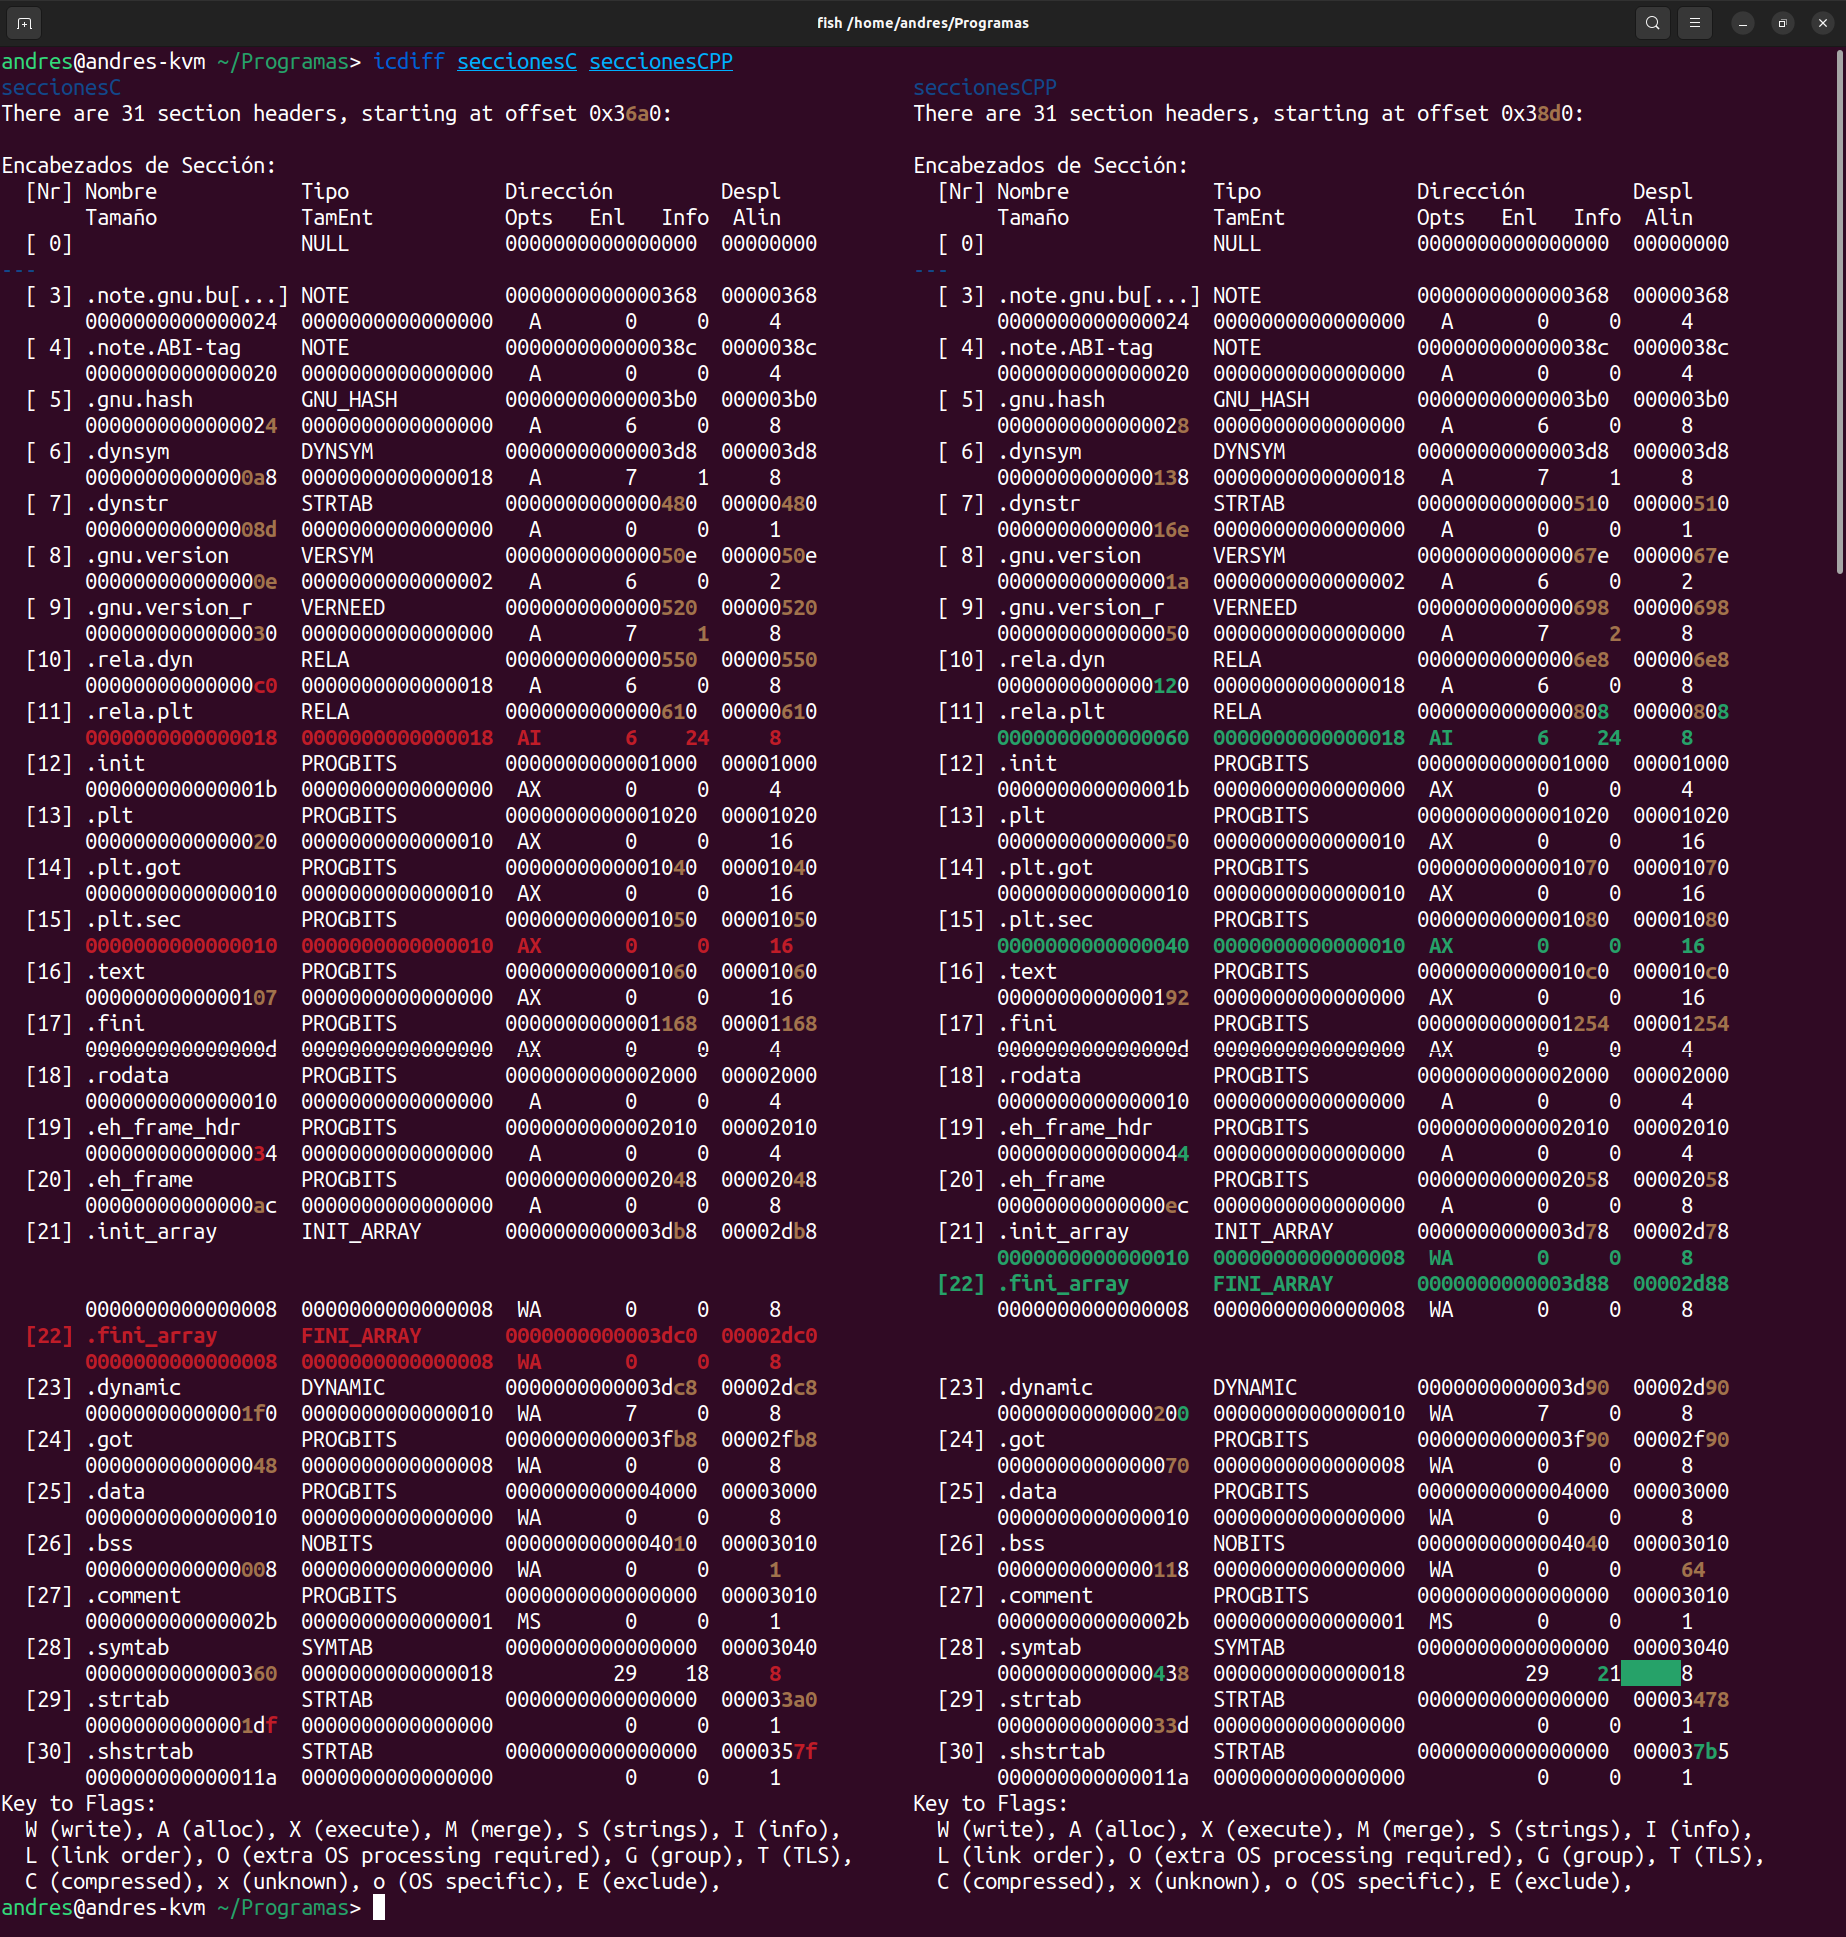 fish /home/andres/Programas
andres@andres-kvm ~/Programas> icdiff seccionesC seccionesCPP
seccionesC seccionesCPP
There are 31 section headers, starting at offset 0x36a0: There are 31 section headers, starting at offset 0x38d0:
Encabezados de Sección: Encabezados de Sección:
[Nr] Nombre Tipo Dirección Despl [Nr] Nombre Tipo Dirección Despl
Tamaño TamEnt Opts Enl Info Alin Tamaño TamEnt Opts Enl Info Alin
[ 0] NULL 0000000000000000 00000000 [ 0] NULL 0000000000000000 00000000
--- ---
[ 3] .note.gnu.bu[...] NOTE 0000000000000368 00000368 [ 3] .note.gnu.bu[...] NOTE 0000000000000368 00000368
0000000000000024 0000000000000000 A 0 0 4 0000000000000024 0000000000000000 A 0 0 4
[ 4] .note.ABI-tag NOTE 000000000000038c 0000038c [ 4] .note.ABI-tag NOTE 000000000000038c 0000038c
0000000000000020 0000000000000000 A 0 0 4 0000000000000020 0000000000000000 A 0 0 4
[ 5] .gnu.hash GNU_HASH 00000000000003b0 000003b0 [ 5] .gnu.hash GNU_HASH 00000000000003b0 000003b0
0000000000000024 0000000000000000 A 6 0 8 0000000000000028 0000000000000000 A 6 0 8
[ 6] .dynsym DYNSYM 00000000000003d8 000003d8 [ 6] .dynsym DYNSYM 00000000000003d8 000003d8
00000000000000a8 0000000000000018 A 7 1 8 0000000000000138 0000000000000018 A 7 1 8
[ 7] .dynstr STRTAB 0000000000000480 00000480 [ 7] .dynstr STRTAB 0000000000000510 00000510
000000000000008d 0000000000000000 A 0 0 1 000000000000016e 0000000000000000 A 0 0 1
[ 8] .gnu.version VERSYM 000000000000050e 0000050e [ 8] .gnu.version VERSYM 000000000000067e 0000067e
000000000000000e 0000000000000002 A 6 0 2 000000000000001a 0000000000000002 A 6 0 2
[ 9] .gnu.version_r VERNEED 0000000000000520 00000520 [ 9] .gnu.version_r VERNEED 0000000000000698 00000698
0000000000000030 0000000000000000 A 7 1 8 0000000000000050 0000000000000000 A 7 2 8
[10] .rela.dyn RELA 0000000000000550 00000550 [10] .rela.dyn RELA 00000000000006e8 000006e8
00000000000000c0 0000000000000018 A 6 0 8 0000000000000120 0000000000000018 A 6 0 8
[11] .rela.plt RELA 0000000000000610 00000610 [11] .rela.plt RELA 0000000000000808 00000808
0000000000000018 0000000000000018 AI 6 24 8 0000000000000060 0000000000000018 AI 6 24 8
[12] .init PROGBITS 0000000000001000 00001000 [12] .init PROGBITS 0000000000001000 00001000
000000000000001b 0000000000000000 AX 0 0 4 000000000000001b 0000000000000000 AX 0 0 4
[13] .plt PROGBITS 0000000000001020 00001020 [13] .plt PROGBITS 0000000000001020 00001020
0000000000000020 0000000000000010 AX 0 0 16 0000000000000050 0000000000000010 AX 0 0 16
[14] .plt.got PROGBITS 0000000000001040 00001040 [14] .plt.got PROGBITS 0000000000001070 00001070
0000000000000010 0000000000000010 AX 0 0 16 0000000000000010 0000000000000010 AX 0 0 16
[15] .plt.sec PROGBITS 0000000000001050 00001050 [15] .plt.sec PROGBITS 0000000000001080 00001080
0000000000000010 0000000000000010 AX 0 0 16 0000000000000040 0000000000000010 AX 0 0 16
[16] .text PROGBITS 0000000000001060 00001060 [16] .text PROGBITS 00000000000010c0 000010c0
0000000000000107 0000000000000000 AX 0 0 16 0000000000000192 0000000000000000 AX 0 0 16
[17] .fini PROGBITS 0000000000001168 00001168 [17] .fini PROGBITS 0000000000001254 00001254
000000000000000d 0000000000000000 AX 0 0 4 000000000000000d 0000000000000000 AX 0 0 4
[18] .rodata PROGBITS 0000000000002000 00002000 [18] .rodata PROGBITS 0000000000002000 00002000
0000000000000010 0000000000000000 A 0 0 4 0000000000000010 0000000000000000 A 0 0 4
[19] .eh_frame_hdr PROGBITS 0000000000002010 00002010 [19] .eh_frame_hdr PROGBITS 0000000000002010 00002010
0000000000000034 0000000000000000 A 0 0 4 0000000000000044 0000000000000000 A 0 0 4
[20] .eh_frame PROGBITS 0000000000002048 00002048 [20] .eh_frame PROGBITS 0000000000002058 00002058
00000000000000ac 0000000000000000 A 0 0 8 00000000000000ec 0000000000000000 A 0 0 8
[21] .init_array INIT_ARRAY 0000000000003db8 00002db8 [21] .init_array INIT_ARRAY 0000000000003d78 00002d78
0000000000000010 0000000000000008 WA 0 0 8
[22] .fini_array FINI_ARRAY 0000000000003d88 00002d88
0000000000000008 0000000000000008 WA 0 0 8 0000000000000008 0000000000000008 WA 0 0 8
[22] .fini_array FINI_ARRAY 0000000000003dc0 00002dc0
0000000000000008 0000000000000008 WA 0 0 8
[23] .dynamic DYNAMIC 0000000000003dc8 00002dc8 [23] .dynamic DYNAMIC 0000000000003d90 00002d90
00000000000001f0 0000000000000010 WA 7 0 8 0000000000000200 0000000000000010 WA 7 0 8
[24] .got PROGBITS 0000000000003fb8 00002fb8 [24] .got PROGBITS 0000000000003f90 00002f90
0000000000000048 0000000000000008 WA 0 0 8 0000000000000070 0000000000000008 WA 0 0 8
[25] .data PROGBITS 0000000000004000 00003000 [25] .data PROGBITS 0000000000004000 00003000
0000000000000010 0000000000000000 WA 0 0 8 0000000000000010 0000000000000000 WA 0 0 8
[26] .bss NOBITS 0000000000004010 00003010 [26] .bss NOBITS 0000000000004040 00003010
0000000000000008 0000000000000000 WA 0 0 1 0000000000000118 0000000000000000 WA 0 0 64
[27] .comment PROGBITS 0000000000000000 00003010 [27] .comment PROGBITS 0000000000000000 00003010
000000000000002b 0000000000000001 MS 0 0 1 000000000000002b 0000000000000001 MS 0 0 1
[28] .symtab SYMTAB 0000000000000000 00003040 [28] .symtab SYMTAB 0000000000000000 00003040
0000000000000360 0000000000000018 29 18 8 0000000000000438 0000000000000018 29 21 8
[29] .strtab STRTAB 0000000000000000 000033a0 [29] .strtab STRTAB 0000000000000000 00003478
00000000000001df 0000000000000000 0 0 1 000000000000033d 0000000000000000 0 0 1
[30] .shstrtab STRTAB 0000000000000000 0000357f [30] .shstrtab STRTAB 0000000000000000 000037b5
000000000000011a 0000000000000000 0 0 1 000000000000011a 0000000000000000 0 0 1
Key to Flags: Key to Flags:
W (write), A (alloc), X (execute), M (merge), S (strings), I (info), W (write), A (alloc), X (execute), M (merge), S (strings), I (info),
L (link order), O (extra OS processing required), G (group), T (TLS), L (link order), O (extra OS processing required), G (group), T (TLS),
C (compressed), x (unknown), o (OS specific), E (exclude), C (compressed), x (unknown), o (OS specific), E (exclude),
andres@andres-kvm ~/Programas>